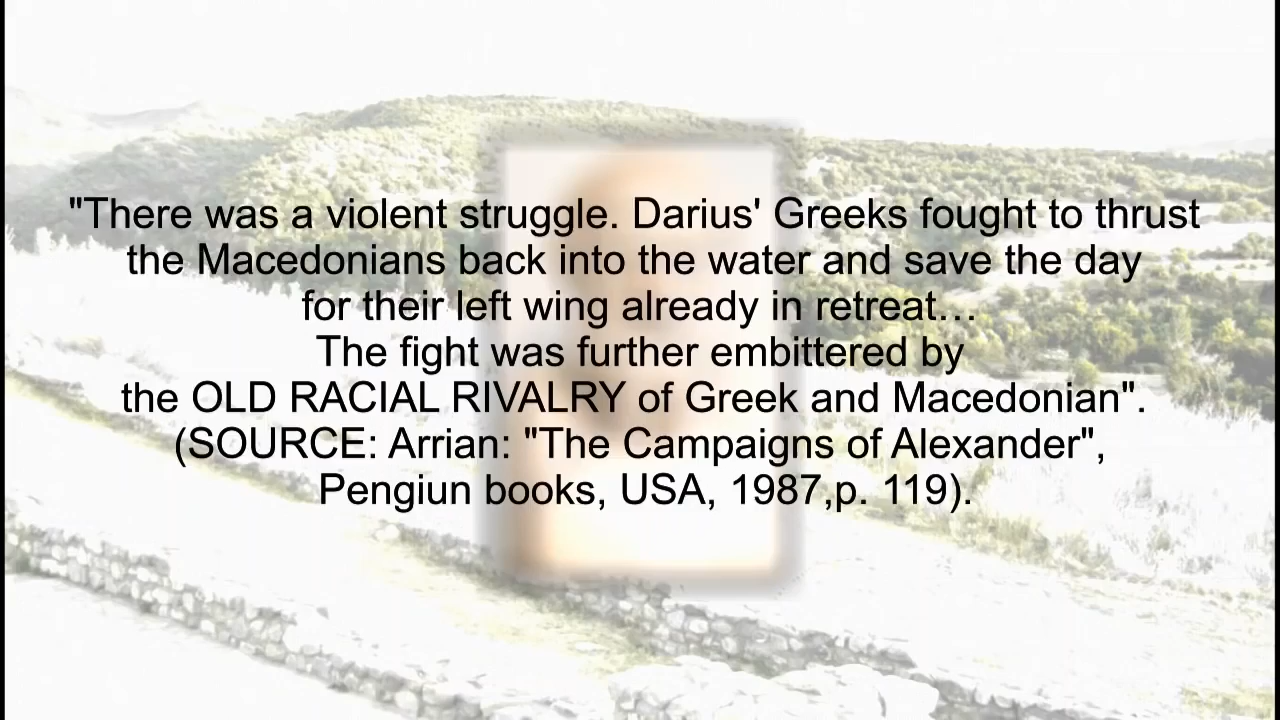 "There was a violent struggle. Darius' Greeks fought to thrust
the Macedonians back into the water and save the day
for their left wing already in retreat…
The fight was further embittered by
the OLD RACIAL RIVALRY of Greek and Macedonian".
(SOURCE: Arrian: "The Campaigns of Alexander",
Pengiun books, USA, 1987,p. 119).